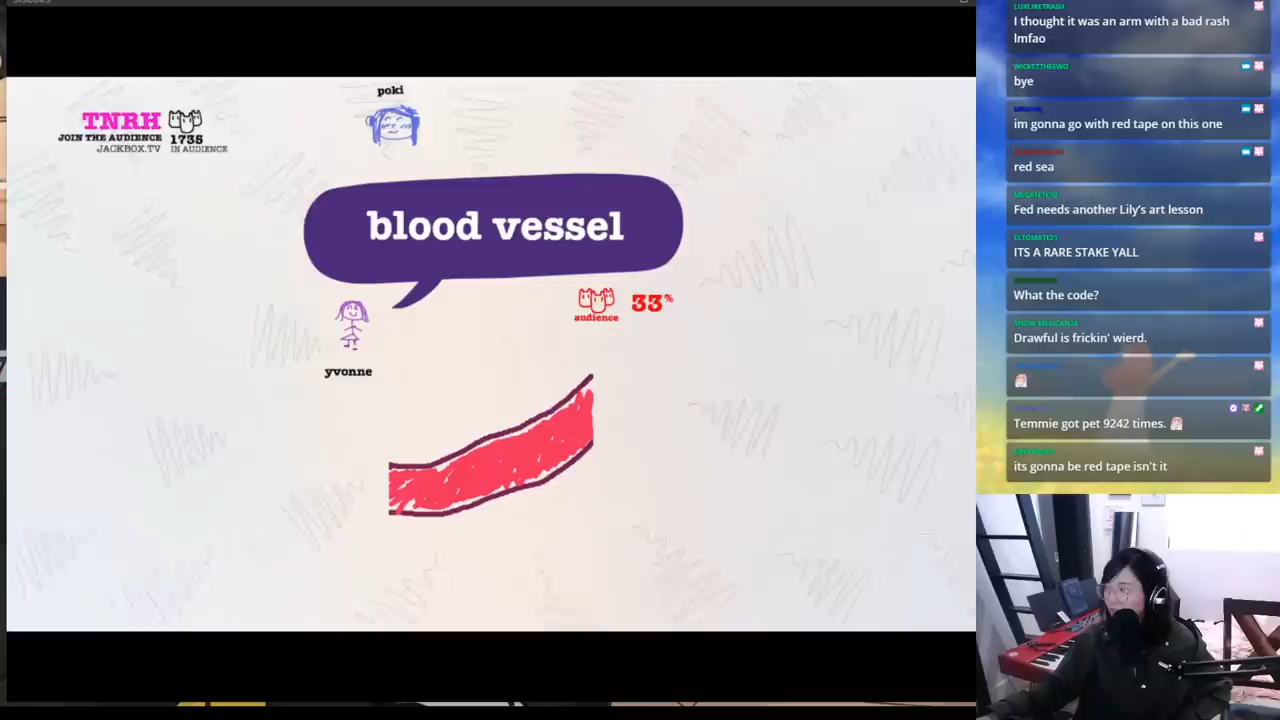 poki
TNRH
JOIN THE AUDIENCE
JACKBOX.TV
1735
IN AUDIENCE
blood vessel
audience
33%
yvonne
LUXLIKETRASH
I thought it was an arm with a bad rash
lmfao
bye
im gonna go with red tape on this one
red sea
Fed needs another Lily's art lesson
ELTOMATE21
ITS A RARE STAKE YALL
What the code?
Drawful is frickin' wierd.
Temmie got pet 9242 times.
its gonna be red tape isn't it